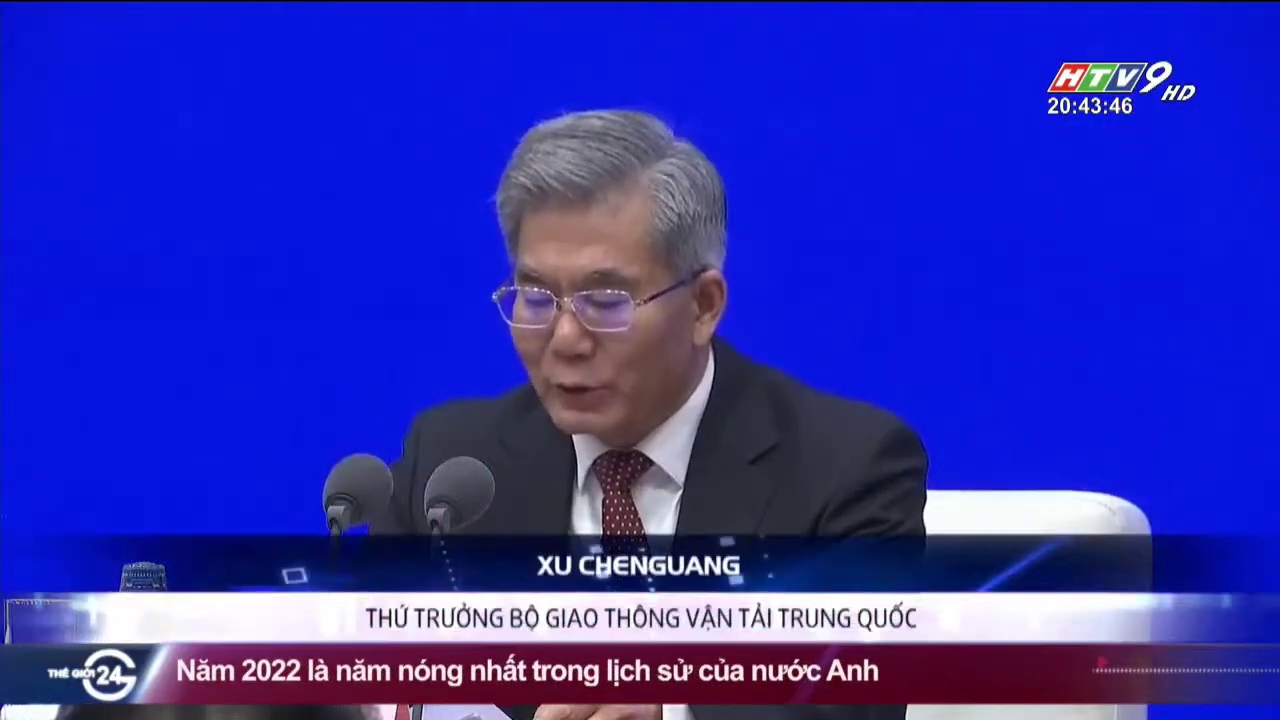 HTV9 HD
20:43:46
XU CHENGUANG
THỨ TRƯỞNG BỘ GIAO THÔNG VẬN TẢI TRUNG QUỐC
THẾ GIỚI 24G
Năm 2022 là năm nóng nhất trong lịch sử của nước Anh